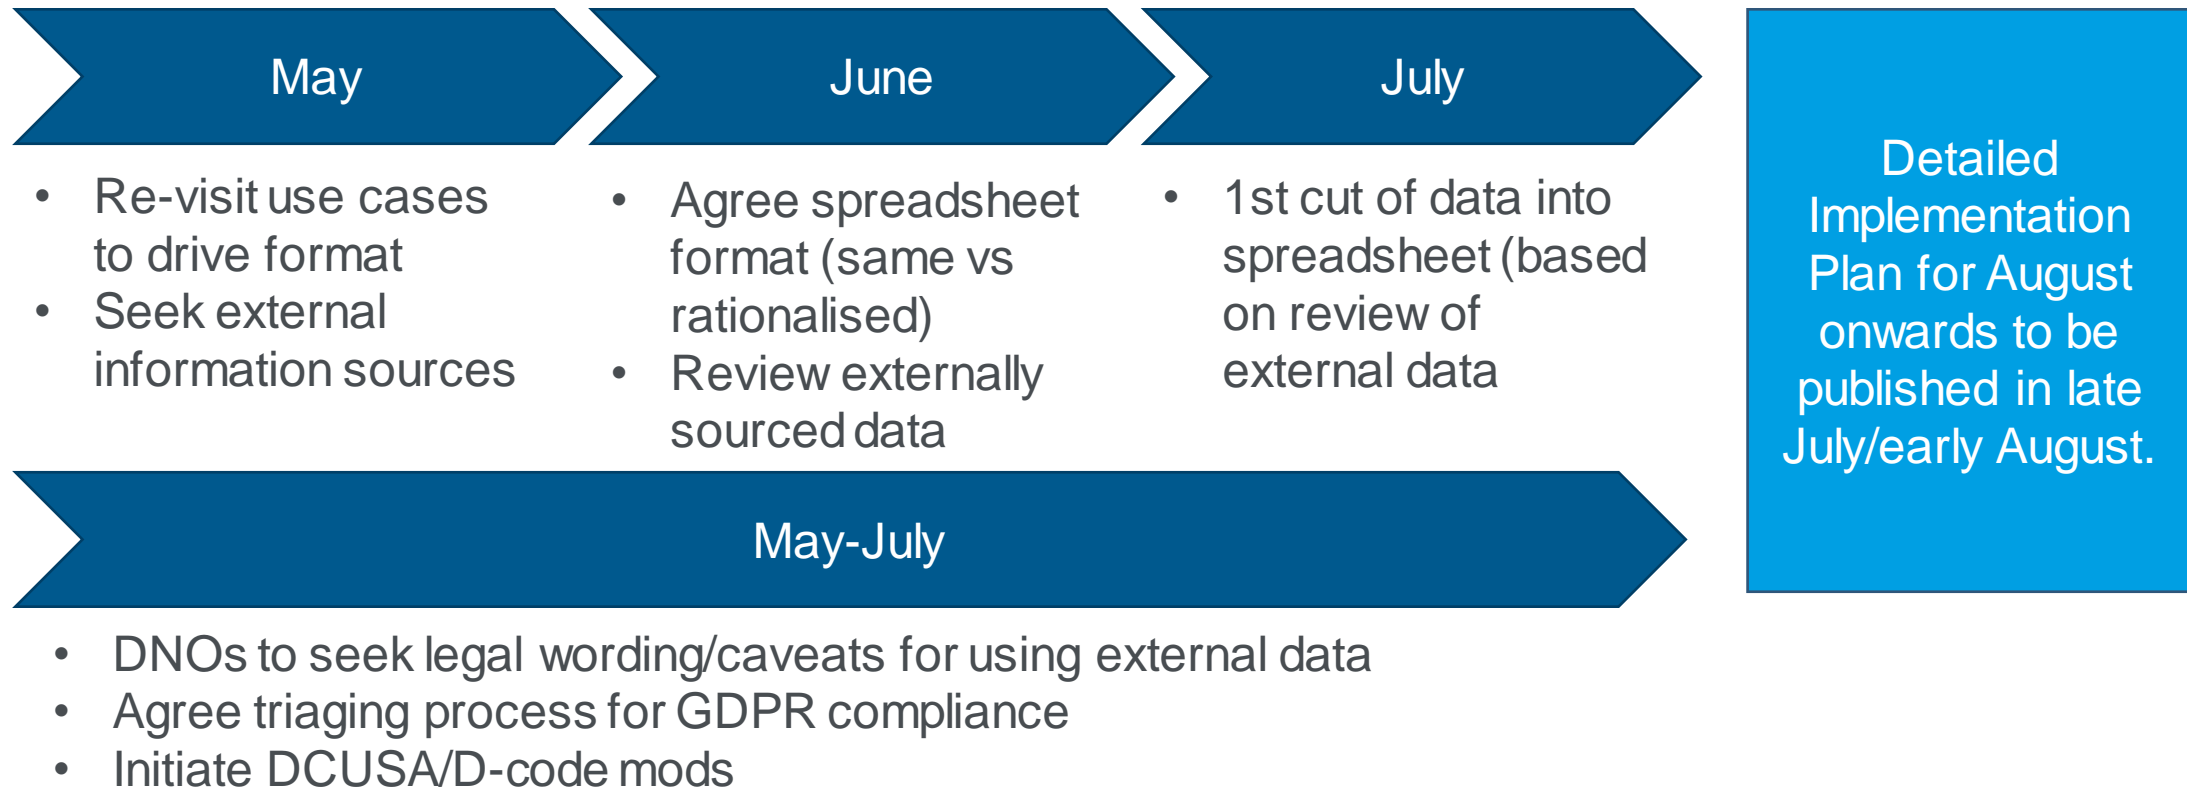 May
• Re-visit use cases
to drive format
• Seek external
information sources
June
• Agree spreadsheet
format (same vs
rationalised)
• Review externally
sourced data
July
• 1st cut of data into
spreadsheet (based
on review of
external data
May-July
• DNOs to seek legal wording/caveats for using external data
• Agree triaging process for GDPR compliance
• Initiate DCUSA/D-code mods
Detailed
Implementation
Plan for August
onwards to be
published in late
July/early August.